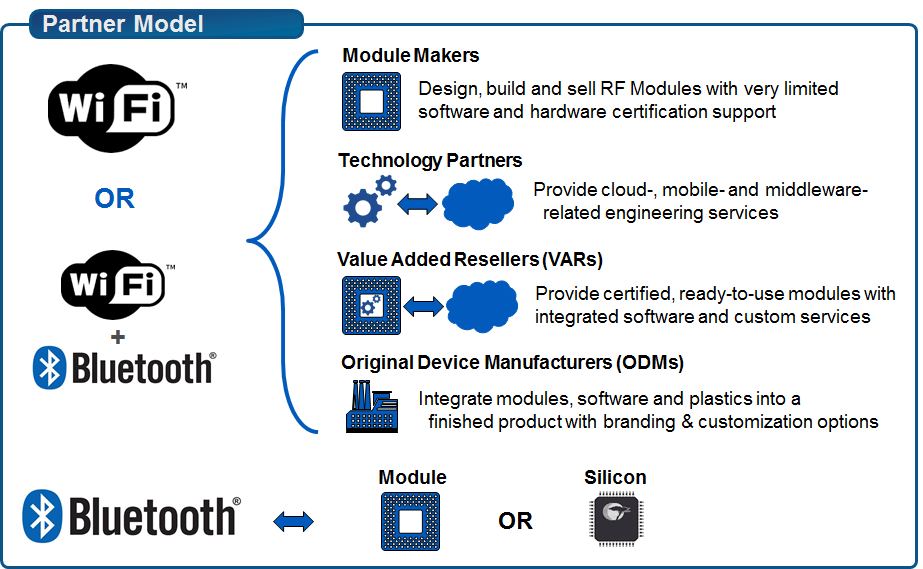 Partner Model
Wi Fi™
OR
Wi Fi™
+
Bluetooth®
Module Makers
Design, build and sell RF Modules with very limited
software and hardware certification support
Technology Partners
Provide cloud-, mobile- and middleware-
related engineering services
Value Added Resellers (VARs)
Provide certified, ready-to-use modules with
integrated software and custom services
Original Device Manufacturers (ODMs)
Integrate modules, software and plastics into a
finished product with branding & customization options
Bluetooth®
Module
OR
Silicon